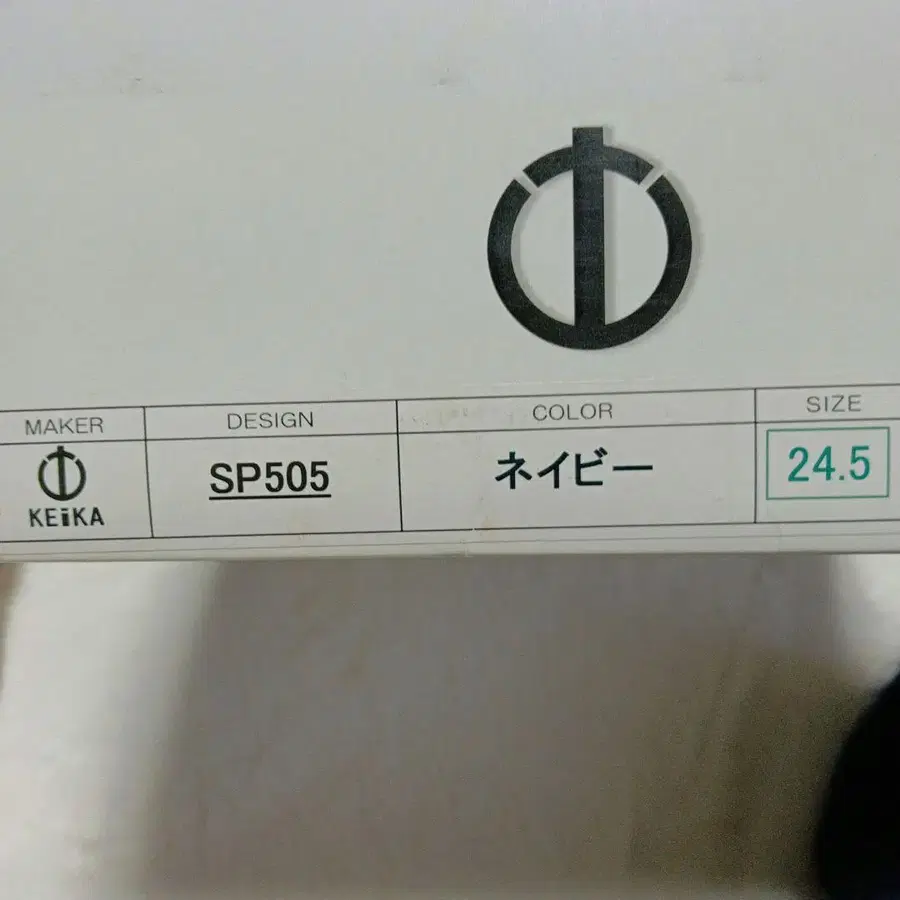 MAKER DESIGN COLOR SIZE
KEiKA SP505 ネイビー 24.5